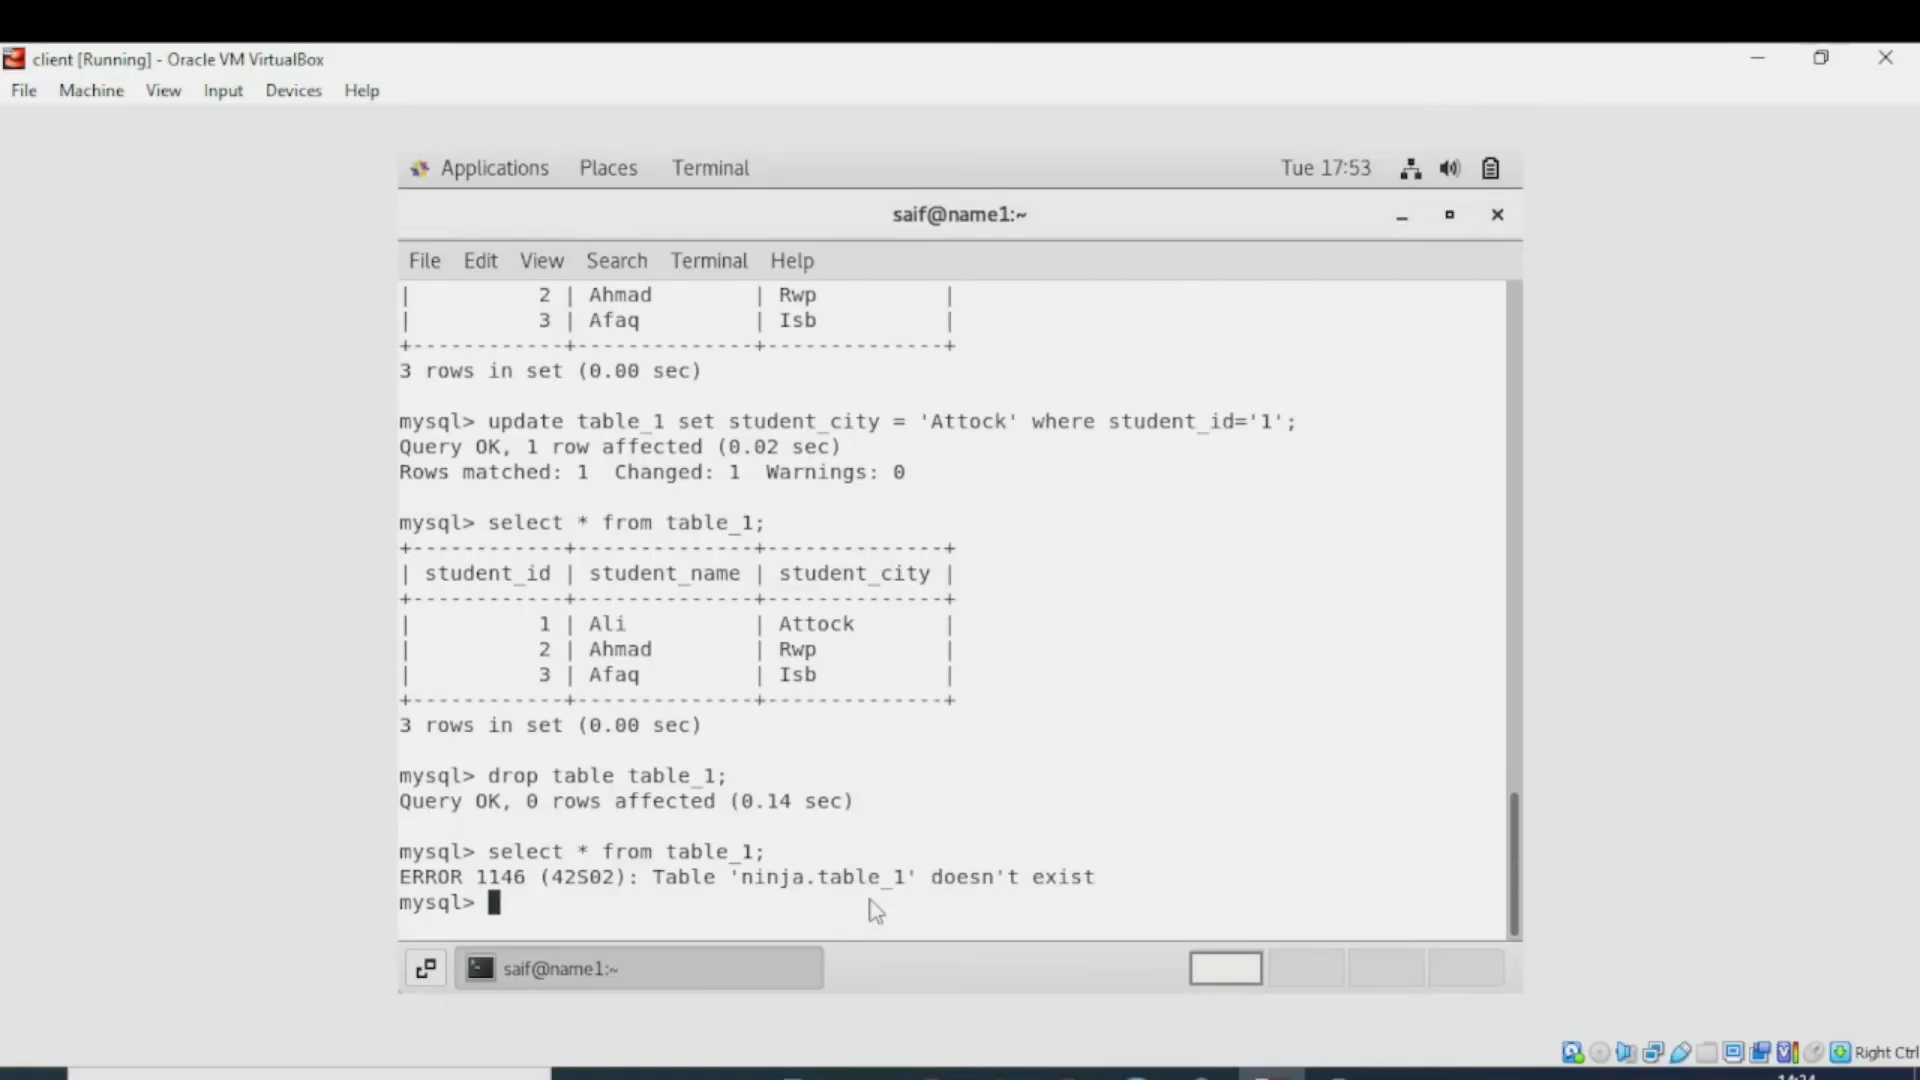 client [Running] - Oracle VM VirtualBox
File Machine View Input Devices Help
Applications Places Terminal Tue 17:53
saif@name1:~
File Edit View Search Terminal Help
| 2 | Ahmad | Rwp |
| 3 | Afaq | Isb |
+------------+--------------+--------------+
3 rows in set (0.00 sec)
mysql> update table_1 set student_city = 'Attock' where student_id='1';
Query OK, 1 row affected (0.02 sec)
Rows matched: 1 Changed: 1 Warnings: 0
mysql> select * from table_1;
+------------+--------------+--------------+
| student_id | student_name | student_city |
+------------+--------------+--------------+
| 1 | Ali | Attock |
| 2 | Ahmad | Rwp |
| 3 | Afaq | Isb |
+------------+--------------+--------------+
3 rows in set (0.00 sec)
mysql> drop table table_1;
Query OK, 0 rows affected (0.14 sec)
mysql> select * from table_1;
ERROR 1146 (42S02): Table 'ninja.table_1' doesn't exist
mysql>
saif@name1:~
Right Ctrl